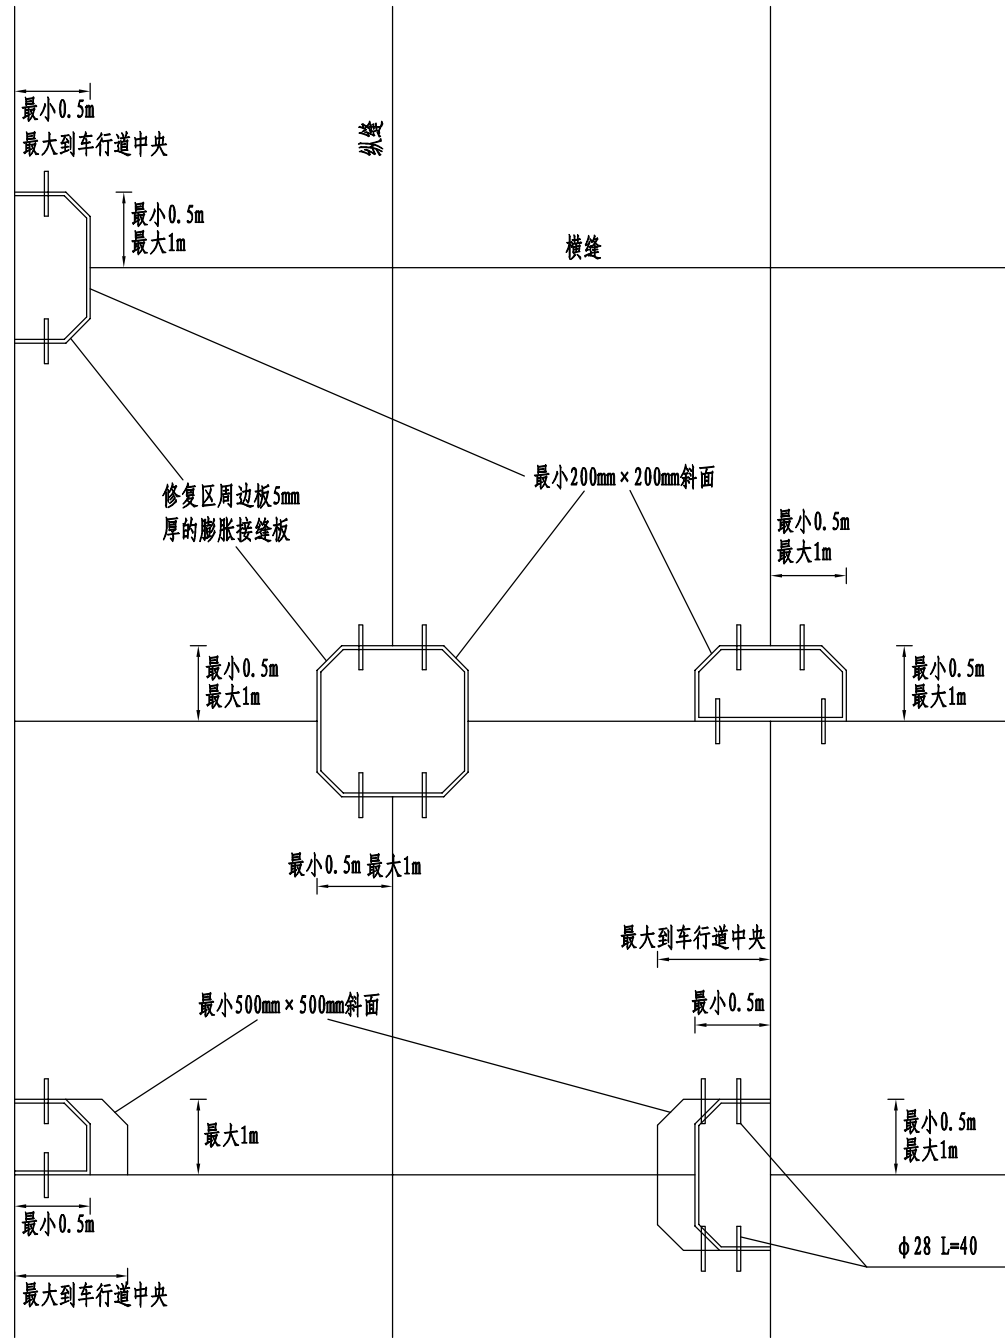 最小0.5m
最大到车行道中央
纵缝
最小0.5m
最大1m
横缝
最小200mm×200mm斜面
修复区周边板5mm
厚的膨胀接缝板
最小0.5m
最大1m
最小0.5m
最大1m
最小0.5m
最大1m
最小0.5m 最大1m
最大到车行道中央
最小500mm×500mm斜面
最小0.5m
最大1m
最小0.5m
最大1m
最小0.5m
φ28 L=40
最大到车行道中央